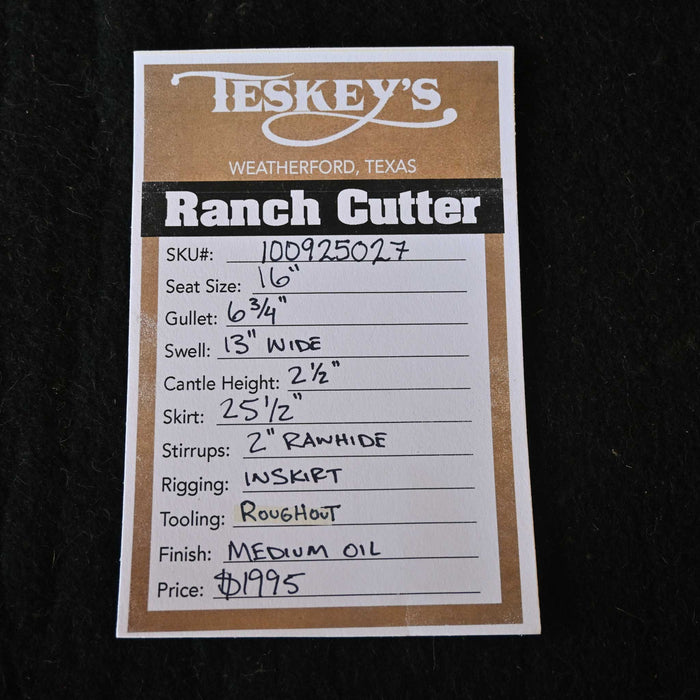 TESKEY'S
WEATHERFORD, TEXAS
Ranch Cutter
SKU#: 100925027
Seat Size: 16"
Gullet: 6 3/4"
Swell: 13" WIDE
Cantle Height: 2 1/2"
Skirt: 25 1/2"
Stirrups: 2" RAWHIDE
Rigging: INSKIRT
Tooling: ROUGHOUT
Finish: MEDIUM OIL
Price: $1995